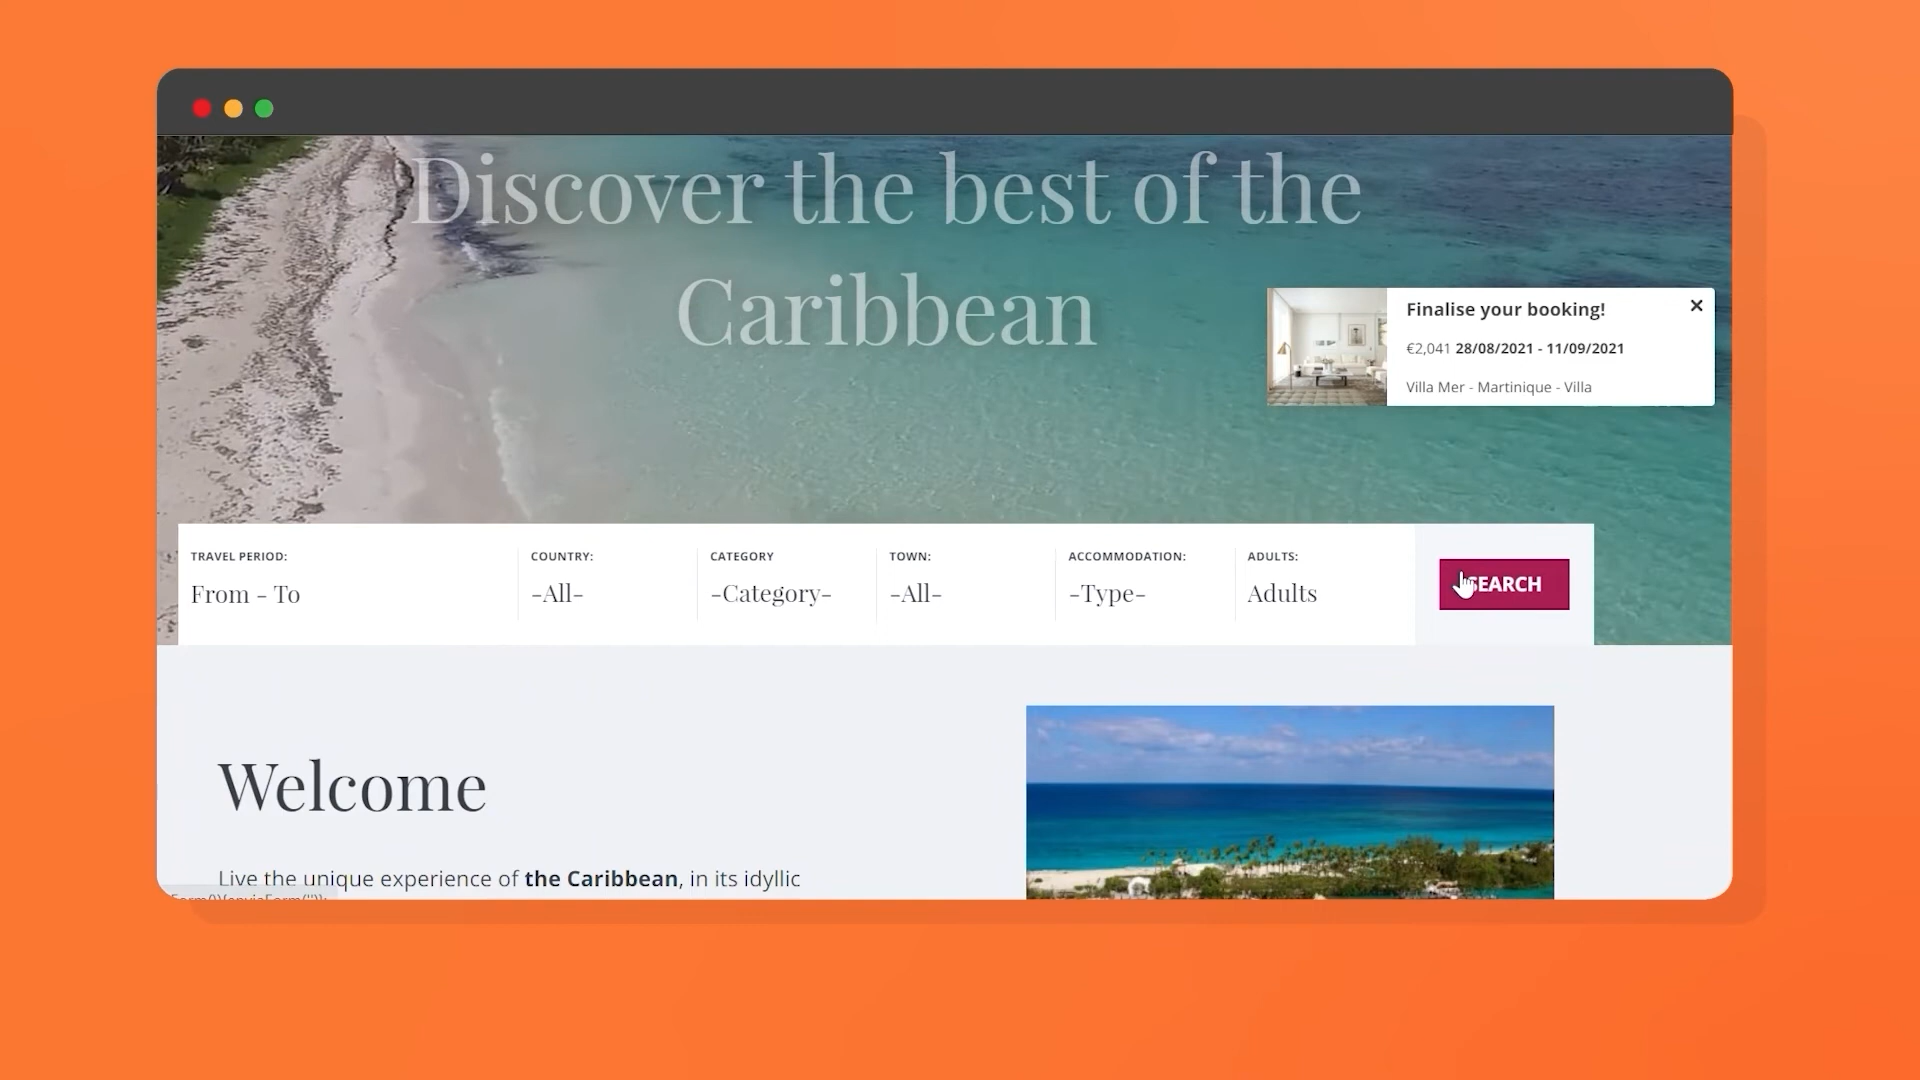 Discover the best of the
Caribbean
Finalise your booking!
€2,041 28/08/2021 - 11/09/2021
Villa Mer - Martinique - Villa
TRAVEL PERIOD:
From - To
COUNTRY:
-All-
CATEGORY
-Category-
TOWN:
-All-
ACCOMMODATION:
-Type-
ADULTS:
Adults
SEARCH
Welcome
Live the unique experience of the Caribbean, in its idyllic